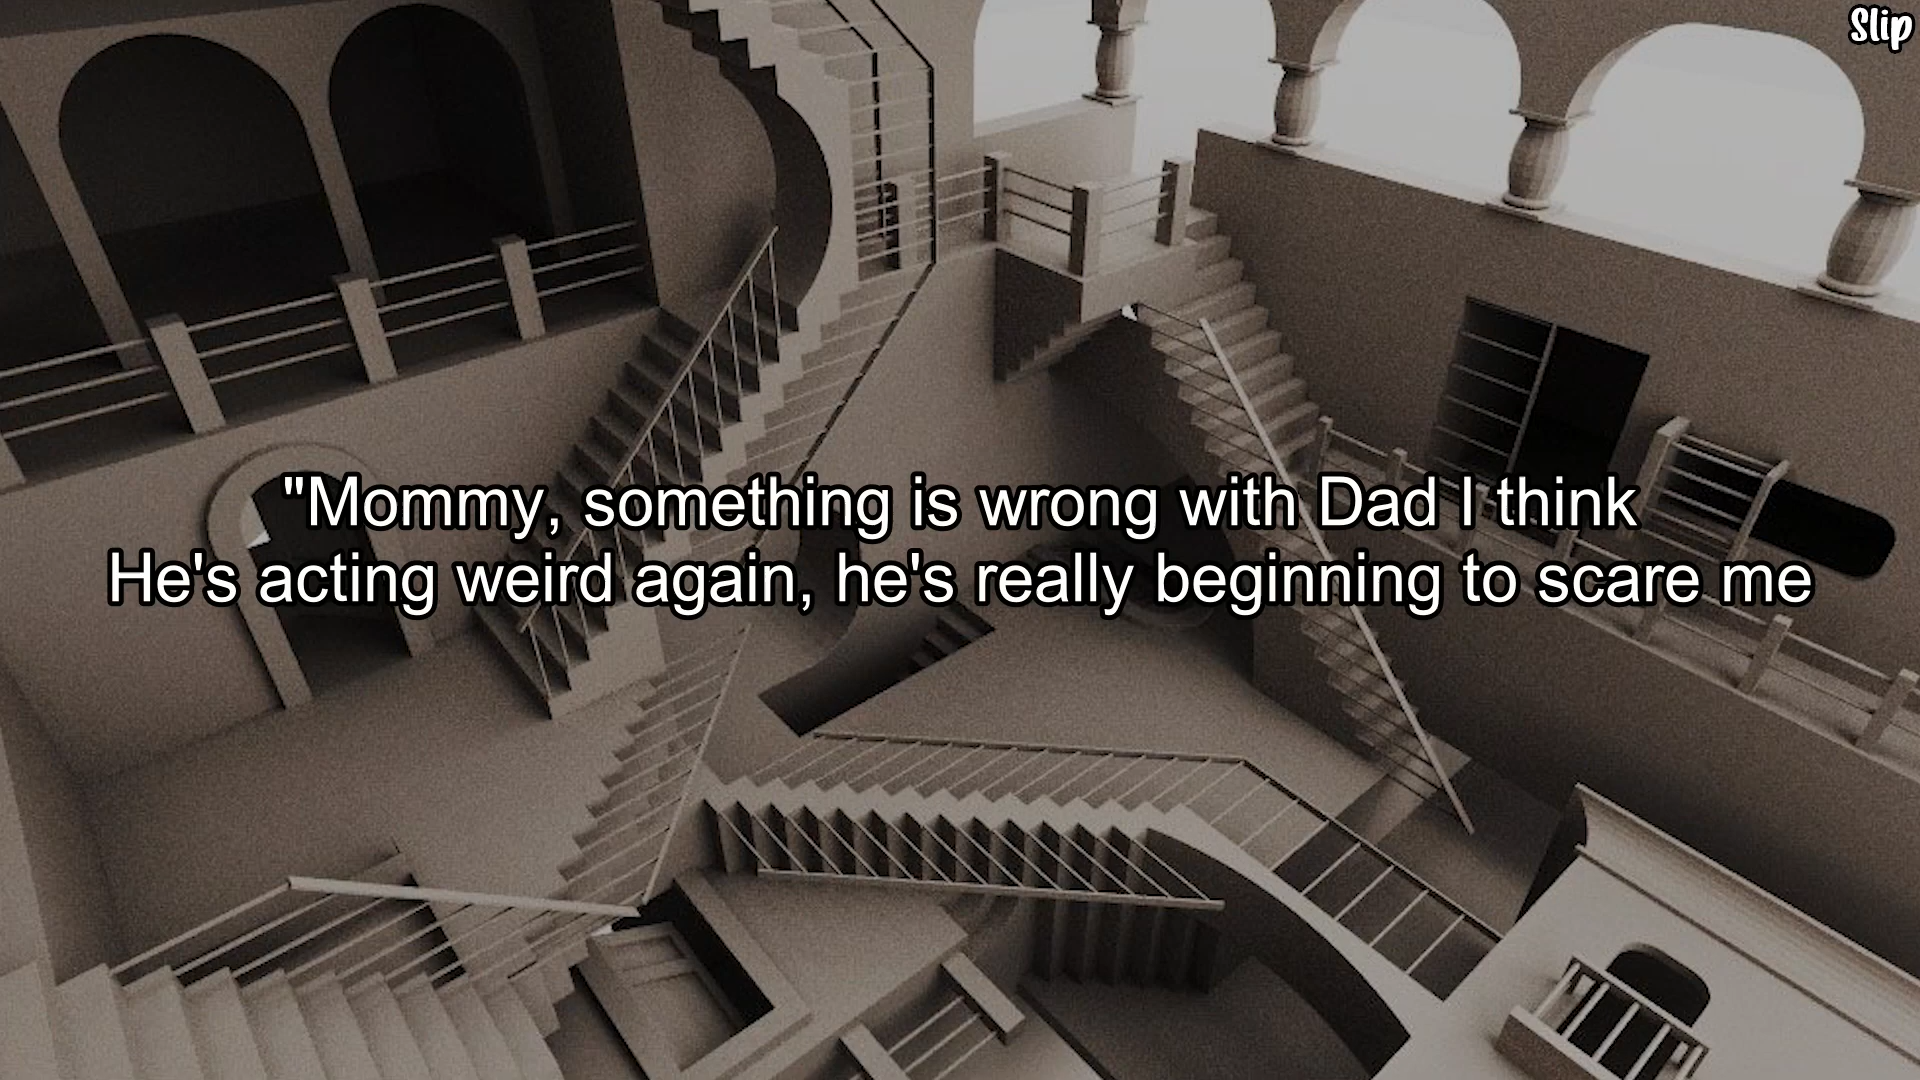 Slip
"Mommy, something is wrong with Dad I think
He's acting weird again, he's really beginning to scare me